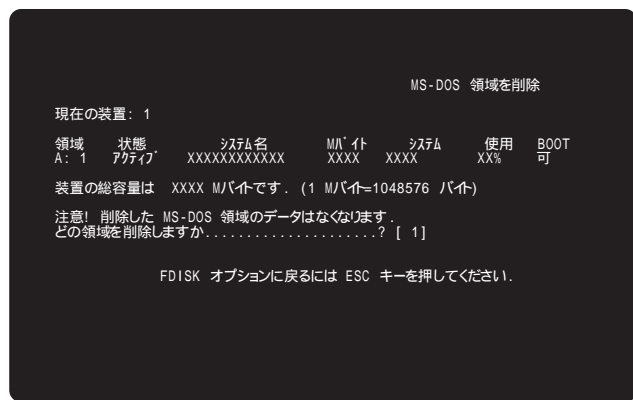 MS-DOS 領域を削除
現在の装置: 1
領域 状態 ｼｽﾃﾑ名 Mﾊﾞｲﾄ ｼｽﾃﾑ 使用 BOOT
A: 1 ｱｸﾃｨﾌﾞ XXXXXXXXXXXX XXXX XXXX XX% 可
装置の総容量は XXXX Mバイトです. (1 Mバイト=1048576 バイト)
注意! 削除した MS-DOS 領域のデータはなくなります.
どの領域を削除しますか.....................? [ 1]
FDISK オプションに戻るには ESC キーを押してください.